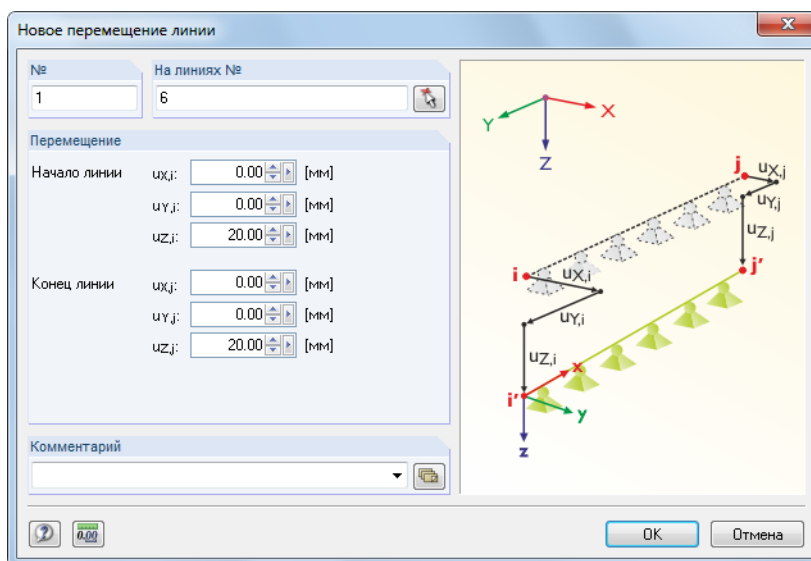 Новое перемещение линии
№
На линиях №
1
6
Перемещение
Начало линии
uX,i: 0.00 [мм]
uY,i: 0.00 [мм]
uZ,i: 20.00 [мм]
Конец линии
uX,j: 0.00 [мм]
uY,j: 0.00 [мм]
uZ,j: 20.00 [мм]
Комментарий
Y
X
Z
j
uX,j
uY,j
uZ,j
j'
i
uX,i
uY,i
uZ,i
x
i'
y
z
0.00
OK
Отмена